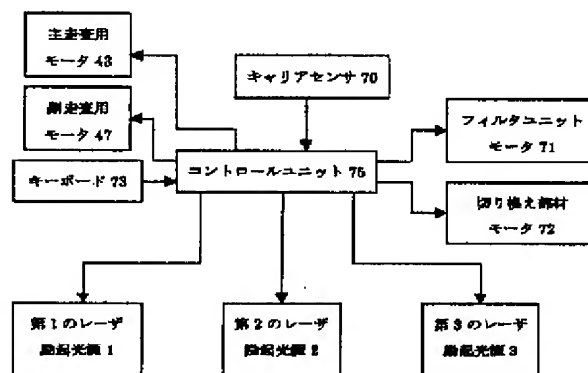 主走査用
モータ 43
キャリアセンサ 70
副走査用
モータ 47
フィルタユニット
モータ 71
コントロールユニット 75
キーボード 73
切り換え部材
モータ 72
第1のレーザ
励起光源 1
第2のレーザ
励起光源 2
第3のレーザ
励起光源 3